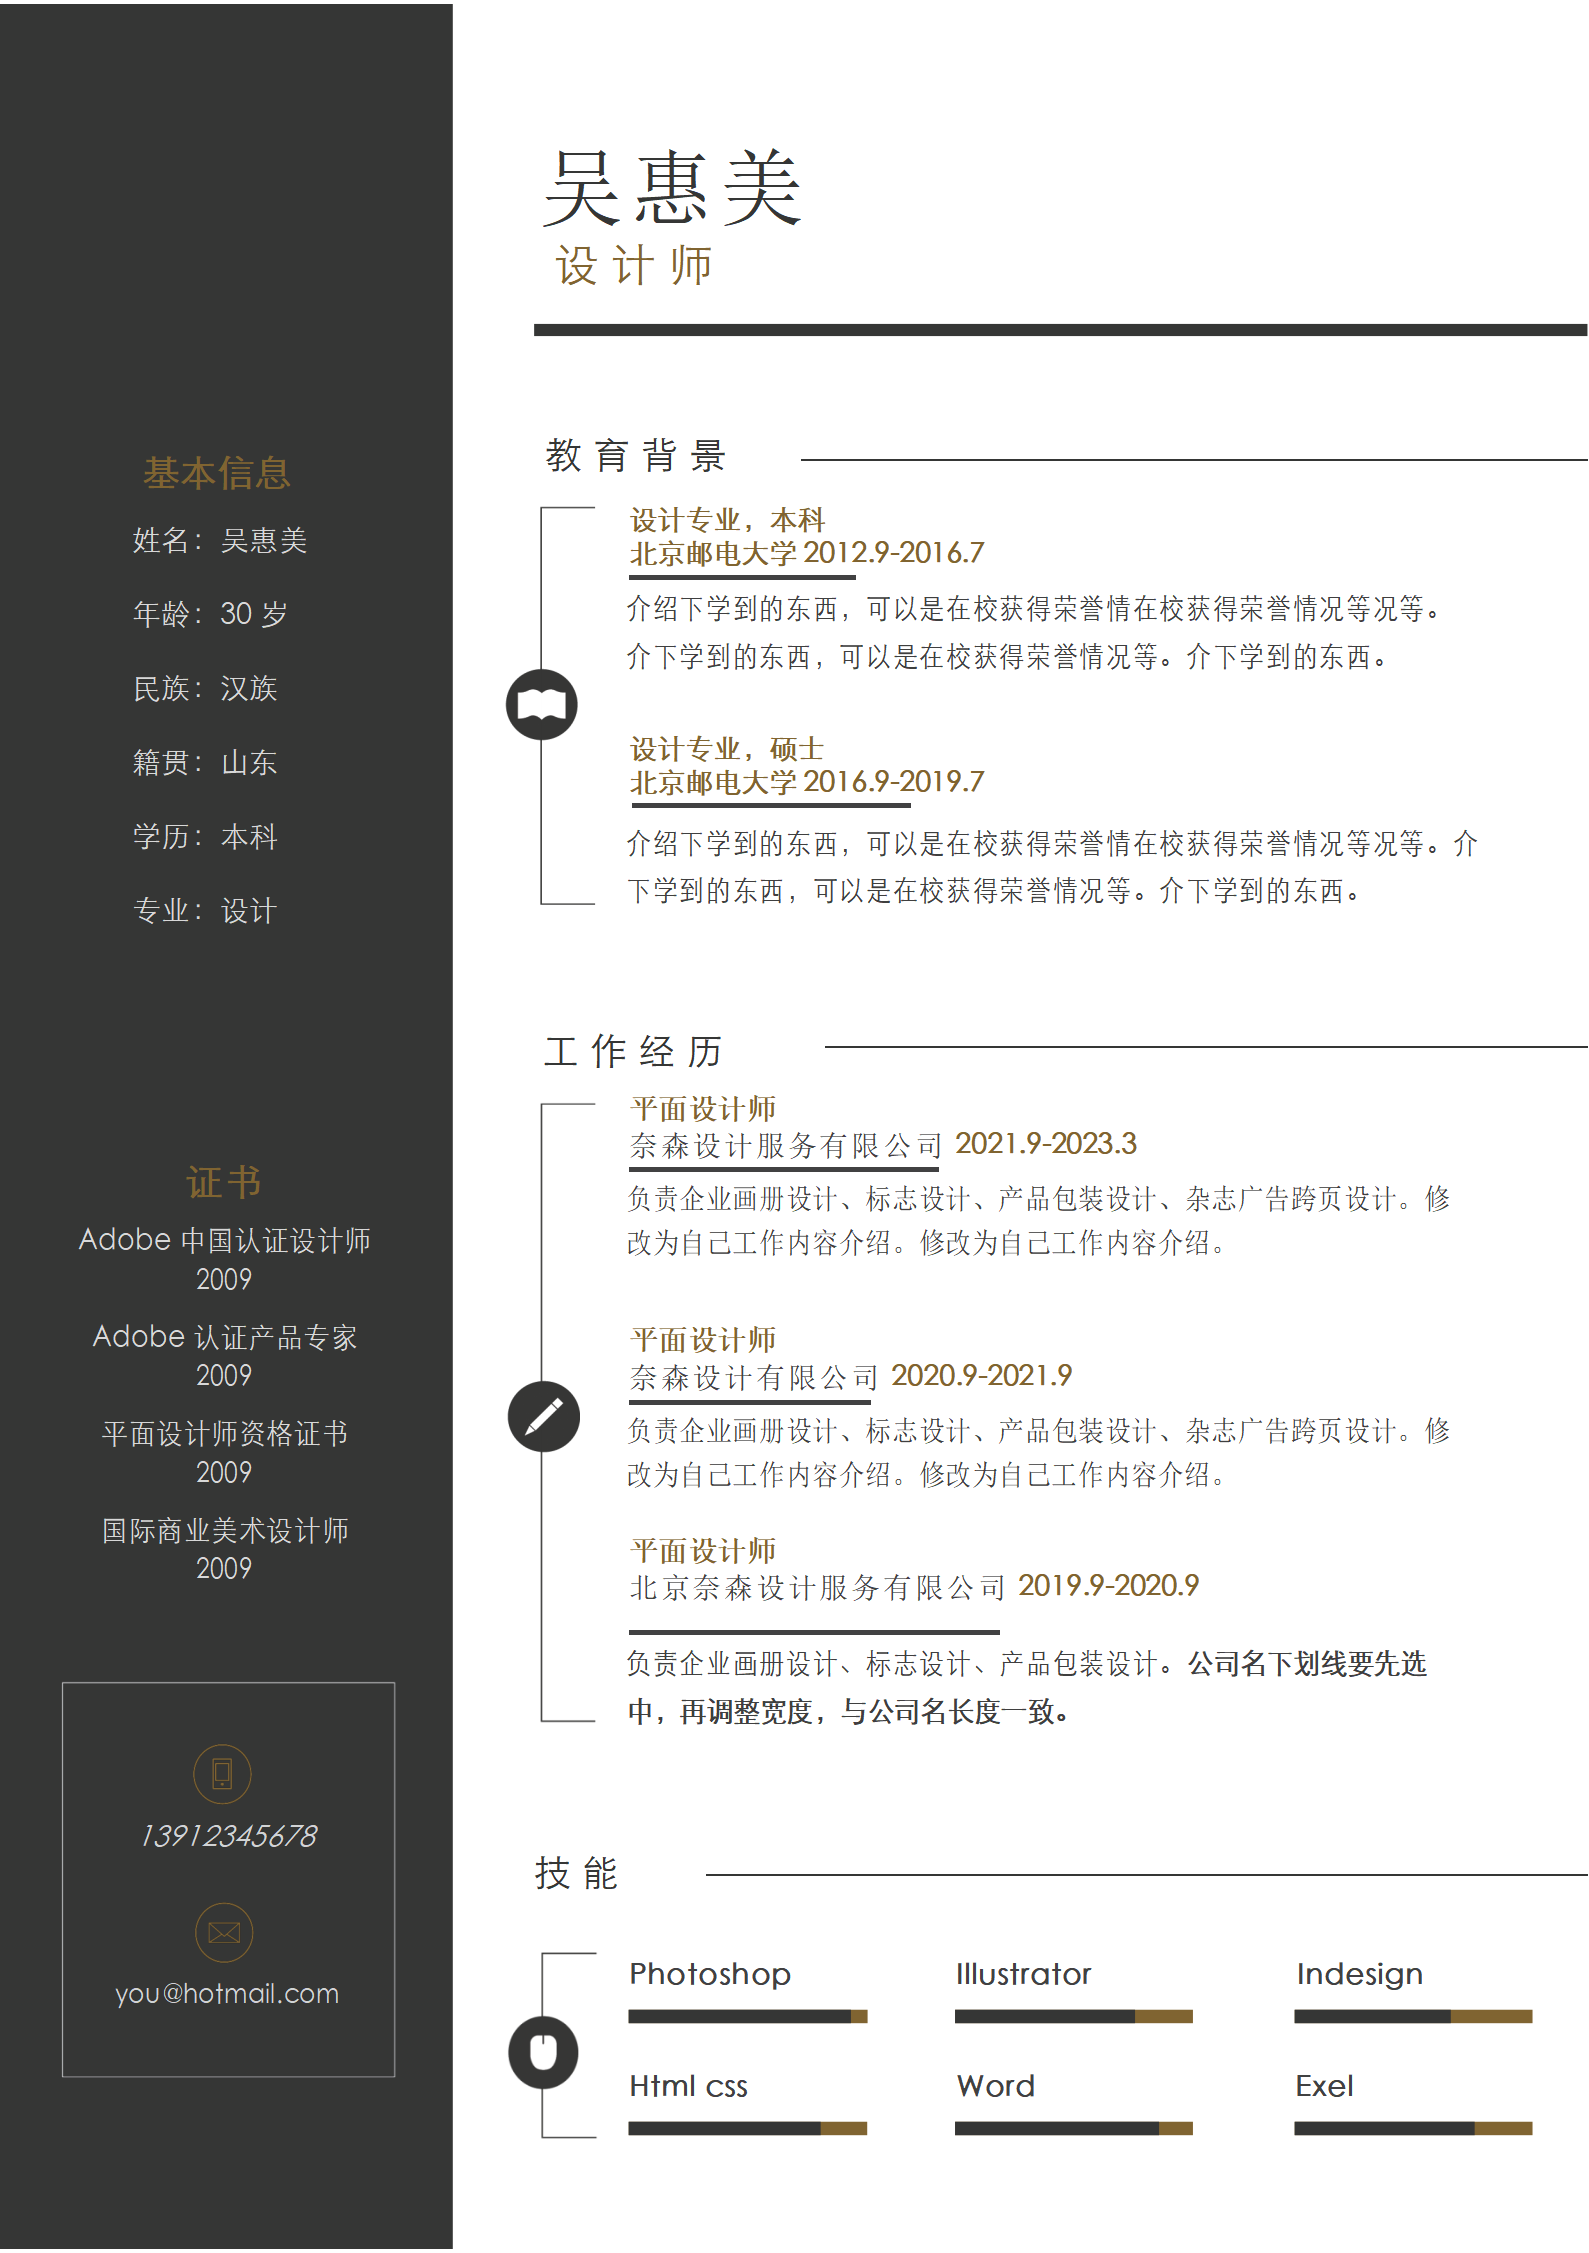 吴惠美
设计师
基本信息
姓名：吴惠美
年龄：30 岁
民族：汉族
籍贯：山东
学历：本科
专业：设计
证书
Adobe 中国认证设计师
2009
Adobe 认证产品专家
2009
平面设计师资格证书
2009
国际商业美术设计师
2009
13912345678
you@hotmail.com
教育背景
设计专业，本科
北京邮电大学 2012.9-2016.7
介绍下学到的东西，可以是在校获得荣誉情在校获得荣誉情况等况等。
介下学到的东西，可以是在校获得荣誉情况等。介下学到的东西。
设计专业，硕士
北京邮电大学 2016.9-2019.7
介绍下学到的东西，可以是在校获得荣誉情在校获得荣誉情况等况等。介
下学到的东西，可以是在校获得荣誉情况等。介下学到的东西。
工作经历
平面设计师
奈森设计服务有限公司 2021.9-2023.3
负责企业画册设计、标志设计、产品包装设计、杂志广告跨页设计。修
改为自己工作内容介绍。修改为自己工作内容介绍。
平面设计师
奈森设计有限公司 2020.9-2021.9
负责企业画册设计、标志设计、产品包装设计、杂志广告跨页设计。修
改为自己工作内容介绍。修改为自己工作内容介绍。
平面设计师
北京奈森设计服务有限公司 2019.9-2020.9
负责企业画册设计、标志设计、产品包装设计。公司名下划线要先选
中，再调整宽度，与公司名长度一致。
技能
Photoshop
Illustrator
Indesign
Html css
Word
Exel